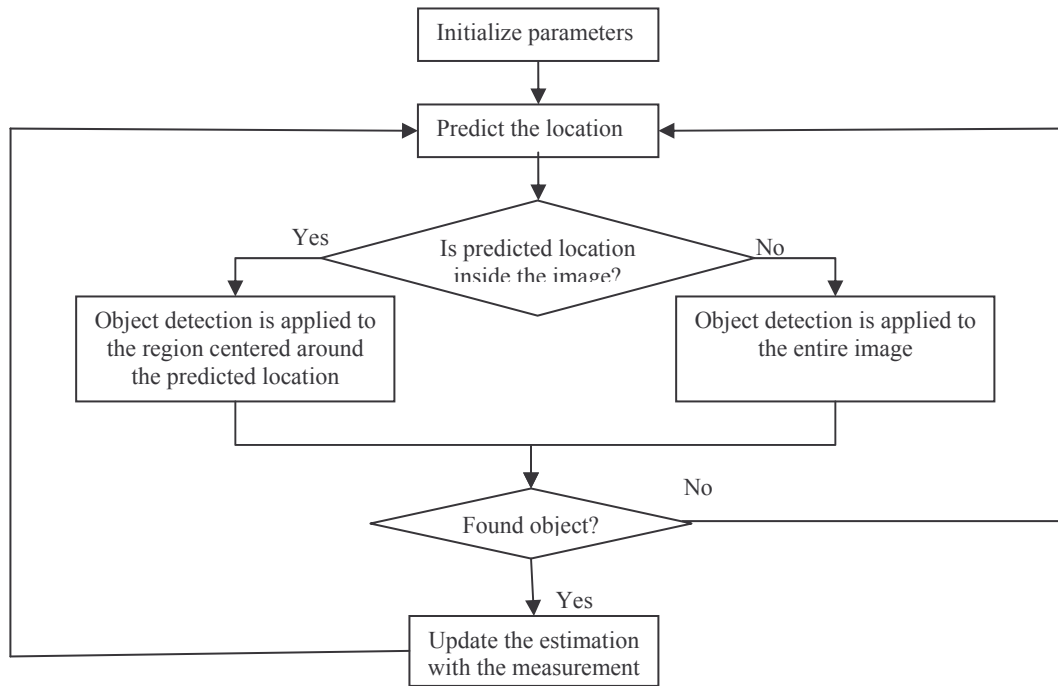 Initialize parameters
Predict the location
Yes
Is predicted location
inside the image?
No
Object detection is applied to
the region centered around
the predicted location
Object detection is applied to
the entire image
No
Found object?
Yes
Update the estimation
with the measurement